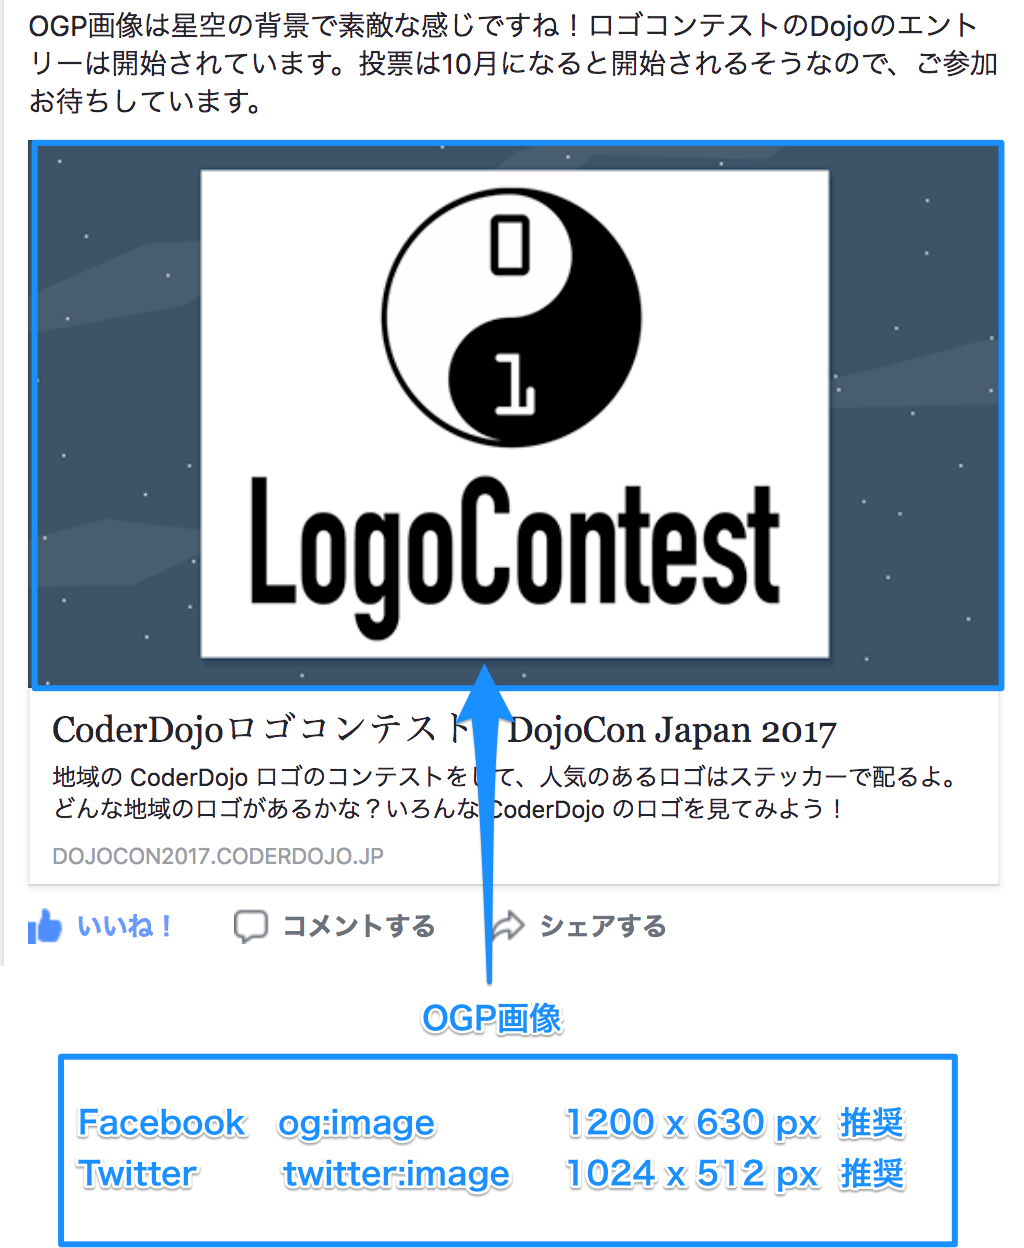 OGP画像は星空の背景で素敵な感じですね！ロゴコンテストのDojoのエント
リーは開始されています。投票は10月になると開始されるそうなので、ご参加
お待ちしています。
0
1
LogoContest
CoderDojoロゴコンテスト DojoCon Japan 2017
地域の CoderDojo ロゴのコンテストをして、人気のあるロゴはステッカーで配るよ。
どんな地域のロゴがあるかな？いろんな CoderDojo のロゴを見てみよう！
DOJOCON2017.CODERDOJO.JP
いいね！ コメントする シェアする
OGP画像
Facebook og:image 1200 x 630 px 推奨
Twitter twitter:image 1024 x 512 px 推奨